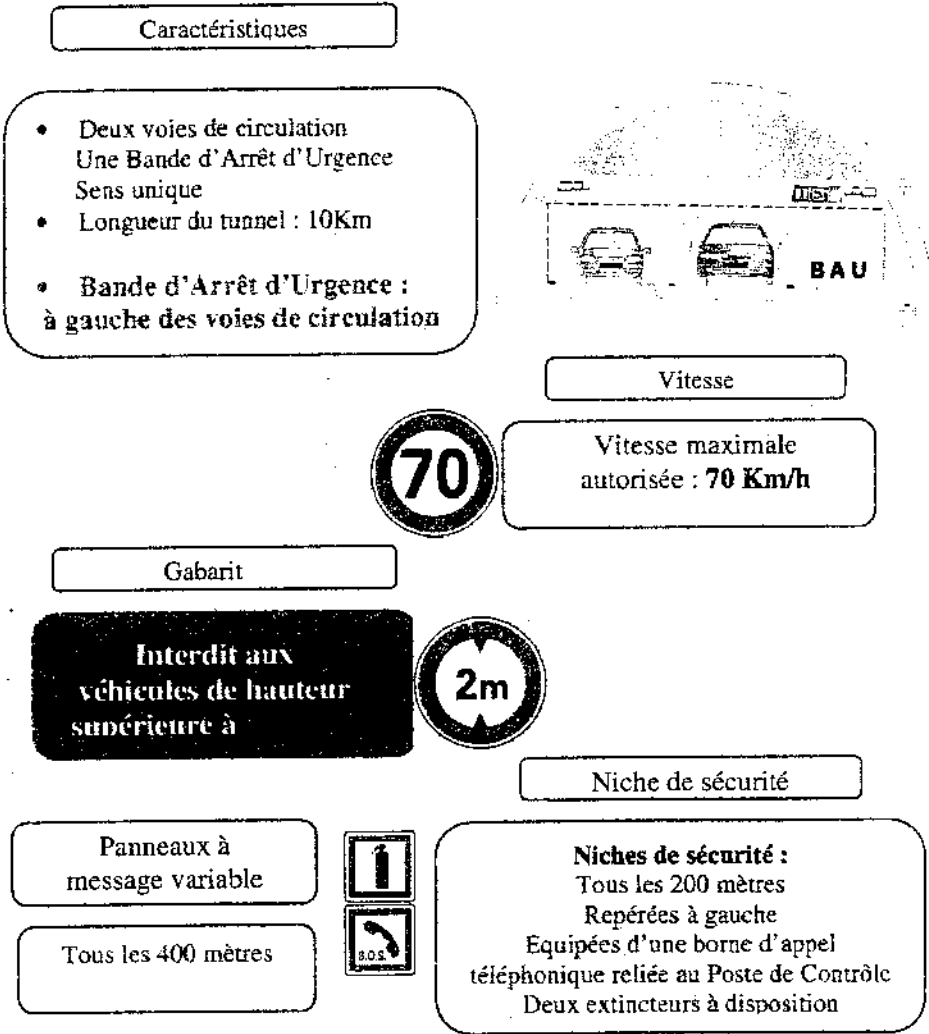 Caractéristiques
• Deux voies de circulation
Une Bande d'Arrêt d'Urgence
Sens unique
• Longueur du tunnel : 10Km
• Bande d'Arrêt d'Urgence :
à gauche des voies de circulation
BAU
Vitesse
70
Vitesse maximale
autorisée : 70 Km/h
Gabarit
Interdit aux
véhicules de hauteur
supérieure à
2m
Niche de sécurité
Panneaux à
message variable
Tous les 400 mètres
S.O.S.
Niches de sécurité :
Tous les 200 mètres
Repérées à gauche
Equipées d'une borne d'appel
téléphonique reliée au Poste de Contrôle
Deux extincteurs à disposition